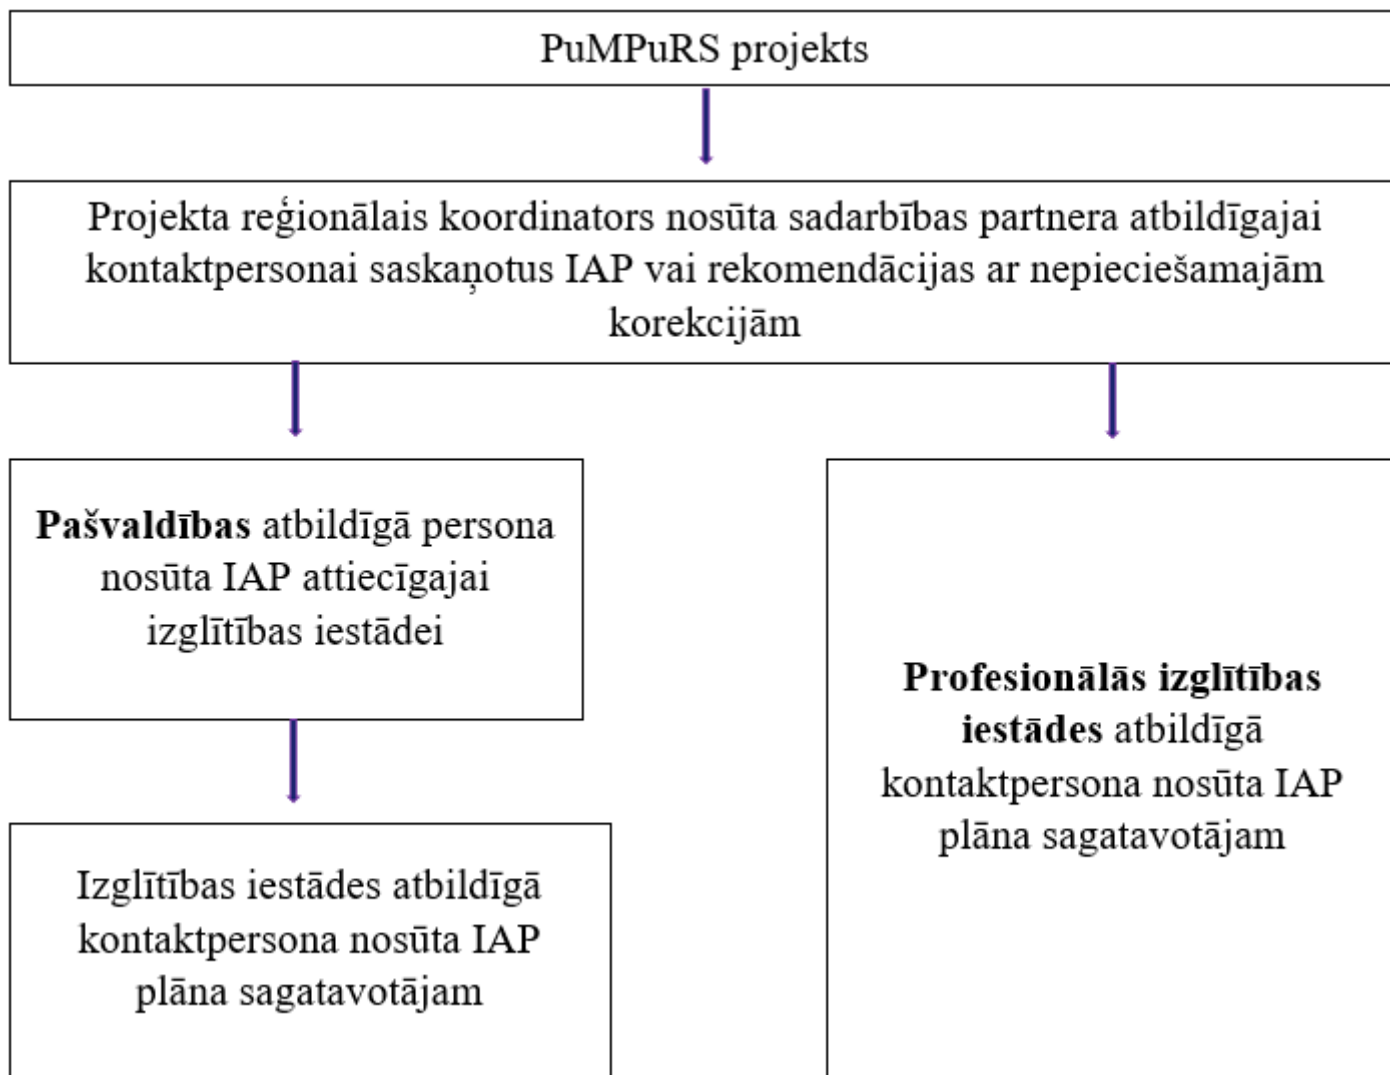 PuMPuRS projekts
Projekta reģionālais koordinators nosūta sadarbības partnera atbildīgajai
kontaktpersonai saskaņotus IAP vai rekomendācijas ar nepieciešamajām
korekcijām
Pašvaldības atbildīgā persona
nosūta IAP attiecīgajai
izglītības iestādei
Izglītības iestādes atbildīgā
kontaktpersona nosūta IAP
plāna sagatavotājam
Profesionālās izglītības
iestādes atbildīgā
kontaktpersona nosūta IAP
plāna sagatavotājam